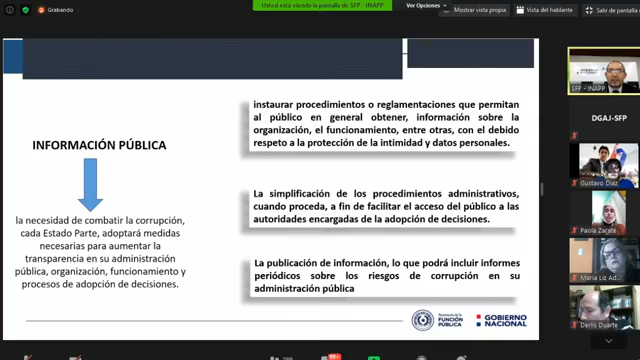 Grabando
Usted está viendo la pantalla de SFP - INAPP
Ver Opciones
Mostrar vista propia
Vista del hablante
Salir de pantalla
INFORMACIÓN PÚBLICA
la necesidad de combatir la corrupción,
cada Estado Parte, adoptará medidas
necesarias para aumentar la
transparencia en su administración
pública, organización, funcionamiento y
procesos de adopción de decisiones.
instaurar procedimientos o reglamentaciones que permitan
al público en general obtener, información sobre la
organización, el funcionamiento, entre otras, con el debido
respeto a la protección de la intimidad y datos personales.
La simplificación de los procedimientos administrativos,
cuando proceda, a fin de facilitar el acceso del público a las
autoridades encargadas de la adopción de decisiones.
La publicación de información, lo que podrá incluir informes
periódicos sobre los riesgos de corrupción en su
administración pública
Secretaría de la
FUNCIÓN
PÚBLICA
GOBIERNO
NACIONAL
SFP - INAPP
DGAJ-SFP
Gustavo Diaz
Paola Zarate
Maria Liz Ad...
Derlis Duarte
99+